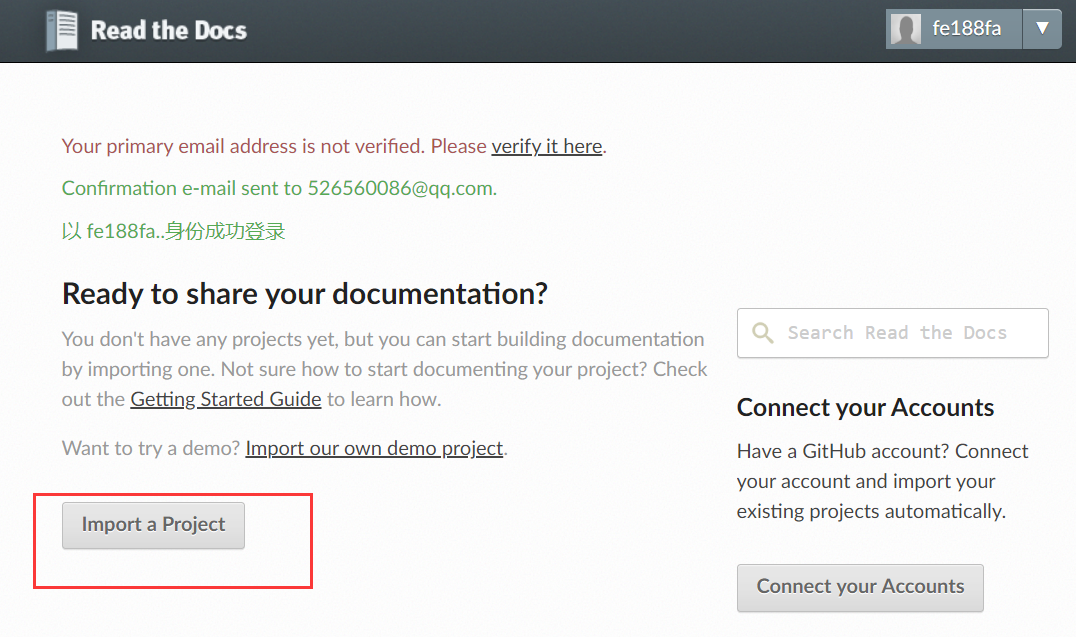 Read the Docs
fe188fa
Your primary email address is not verified. Please verify it here.
Confirmation e-mail sent to 526560086@qq.com.
以 fe188fa..身份成功登录
Ready to share your documentation?
You don't have any projects yet, but you can start building documentation
by importing one. Not sure how to start documenting your project? Check
out the Getting Started Guide to learn how.
Want to try a demo? Import our own demo project.
Import a Project
Search Read the Docs
Connect your Accounts
Have a GitHub account? Connect
your account and import your
existing projects automatically.
Connect your Accounts